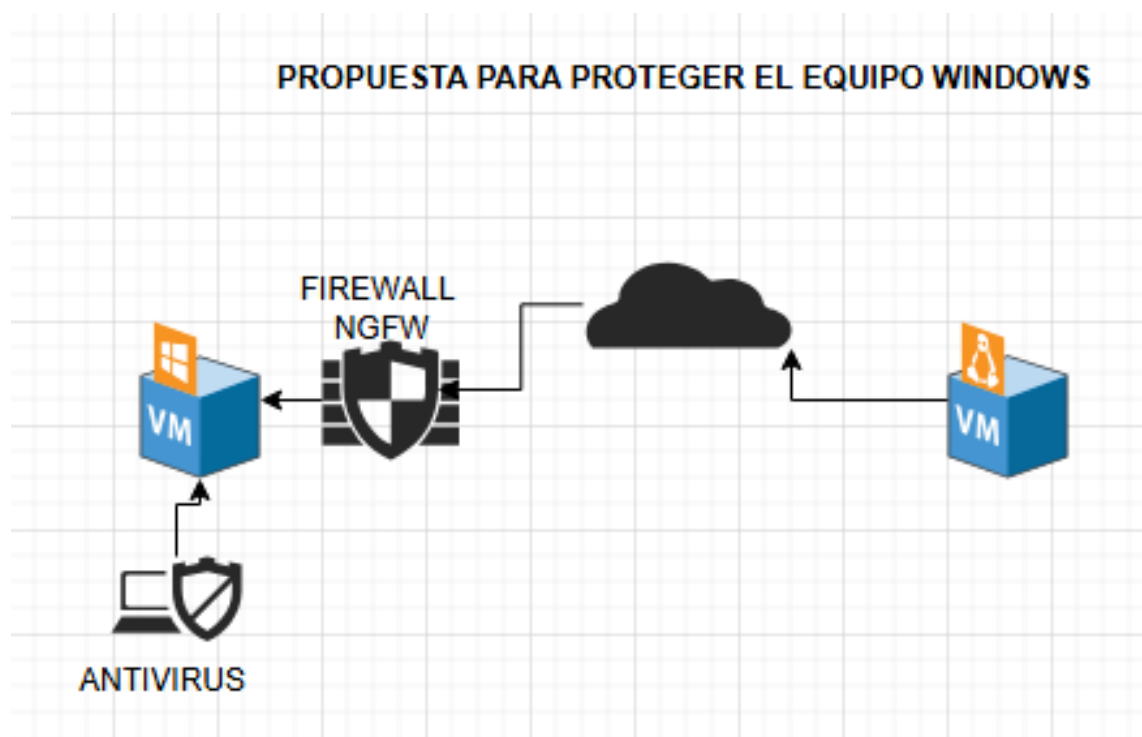 PROPUESTA PARA PROTEGER EL EQUIPO WINDOWS
FIREWALL
NGFW
VM
VM
ANTIVIRUS